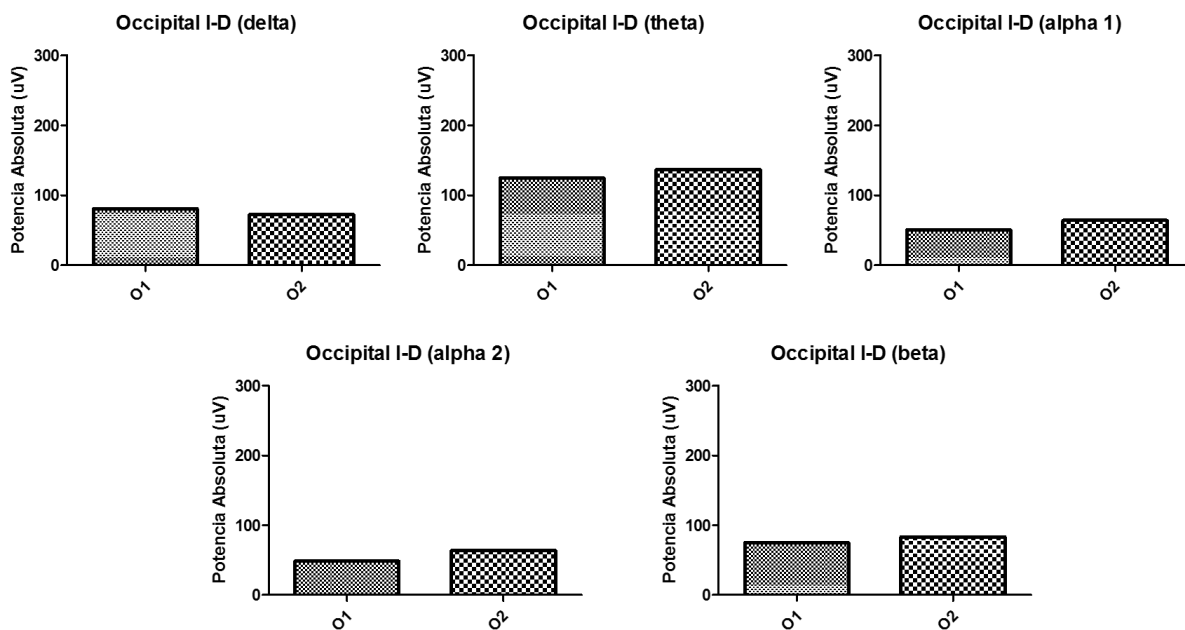 Occipital I-D (delta)
Potencia Absoluta (uV)
300
200
100
0
O1
O2
Occipital I-D (theta)
Potencia Absoluta (uV)
300
200
100
0
O1
O2
Occipital I-D (alpha 1)
Potencia Absoluta (uV)
300
200
100
0
O1
O2
Occipital I-D (alpha 2)
Potencia Absoluta (uV)
300
200
100
0
O1
O2
Occipital I-D (beta)
Potencia Absoluta (uV)
300
200
100
0
O1
O2